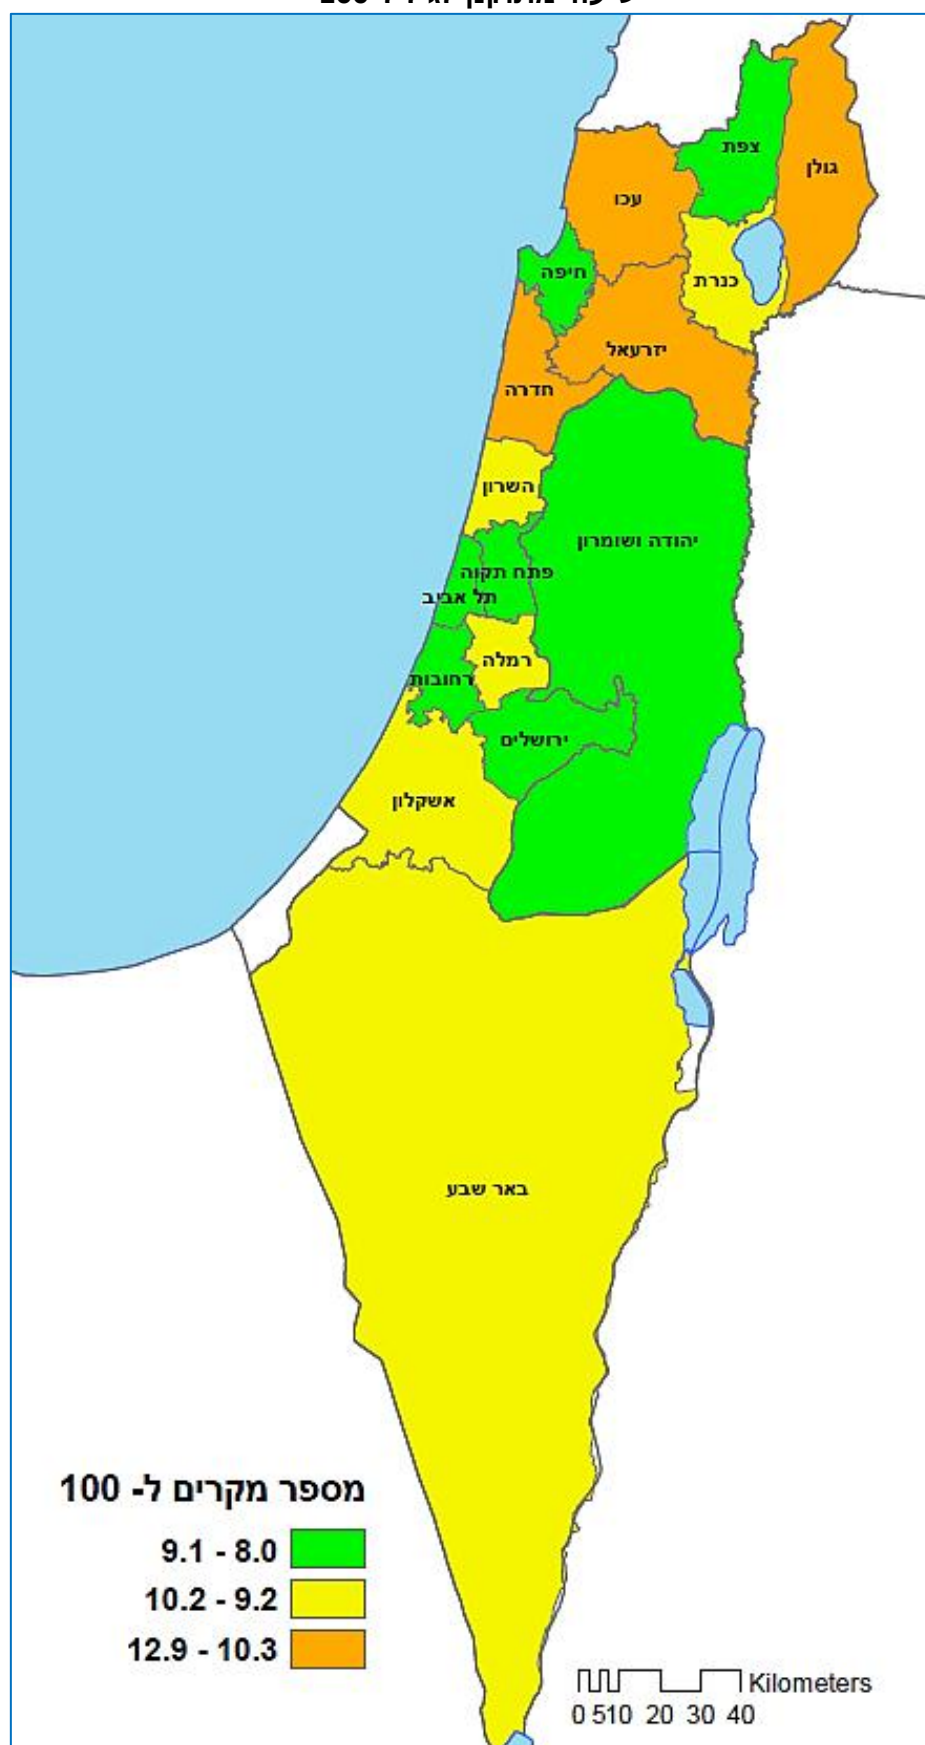 צפת
גולן
עכו
חיפה
כנרת
יזרעאל
חדרה
השרון
יהודה ושומרון
פתח תקוה
תל אביב
רמלה
רחובות
ירושלים
אשקלון
באר שבע
מספר מקרים ל- 100
9.1 - 8.0
10.2 - 9.2
12.9 - 10.3
Kilometers
0 510 20 30 40